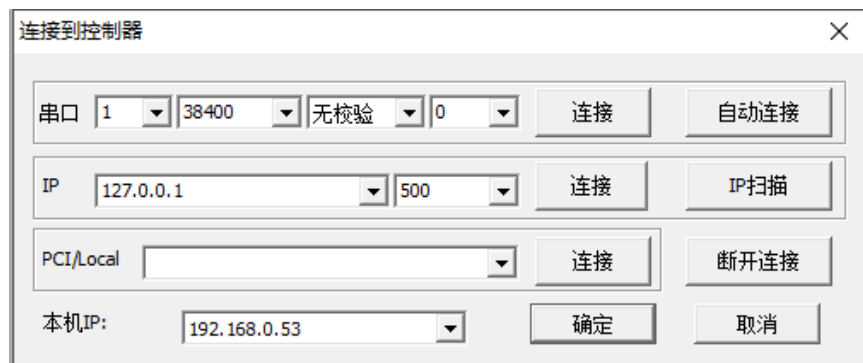 连接到控制器
串口 1 38400 无校验 0 连接 自动连接
IP 127.0.0.1 500 连接 IP扫描
PCI/Local 连接 断开连接
本机IP: 192.168.0.53 确定 取消